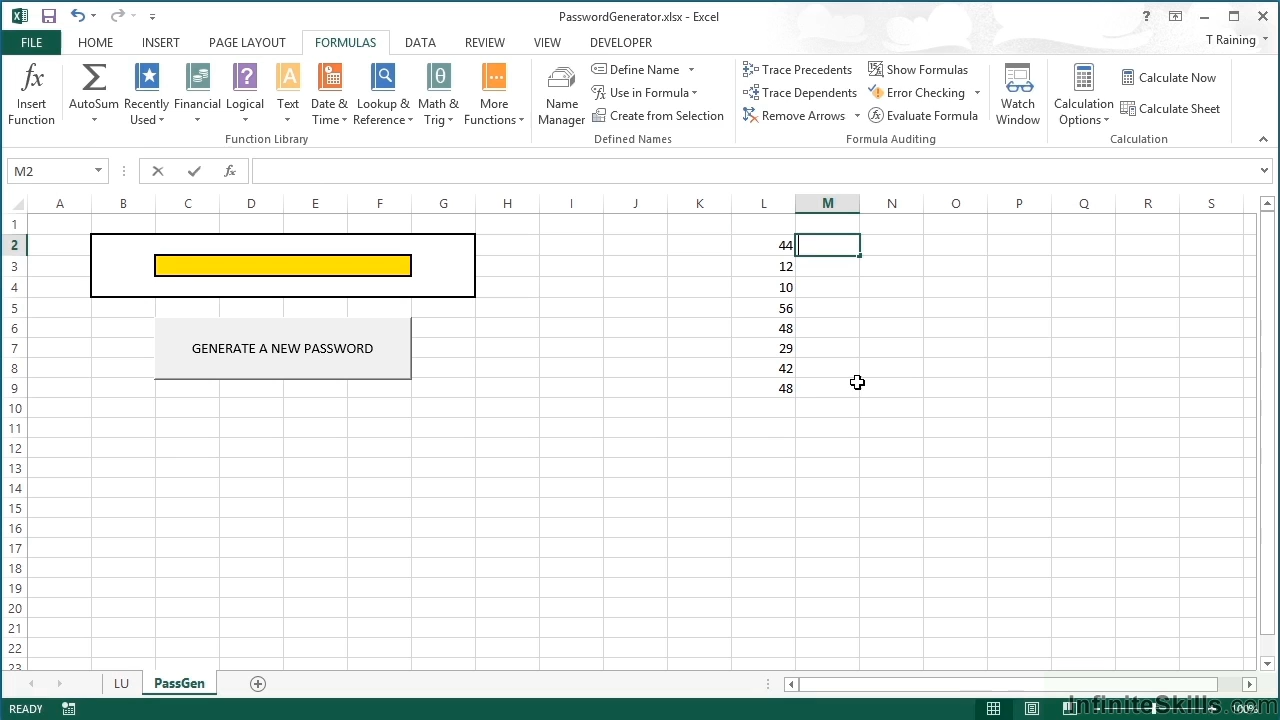 PasswordGenerator.xlsx - Excel
?
FILE HOME INSERT PAGE LAYOUT FORMULAS DATA REVIEW VIEW DEVELOPER T Raining
fx Insert Function
Σ AutoSum
Recently Used
Financial
? Logical
A Text
Date & Time
Lookup & Reference
θ Math & Trig
More Functions
Function Library
Name Manager
Define Name
Use in Formula
Create from Selection
Defined Names
Trace Precedents
Trace Dependents
Remove Arrows
Show Formulas
Error Checking
Evaluate Formula
Formula Auditing
Watch Window
Calculation Options
Calculate Now
Calculate Sheet
Calculation
M2 fx
A B C D E F G H I J K L M N O P Q R S
1
2 44
3 12
4 10
5 56
6 48
7 GENERATE A NEW PASSWORD 29
8 42
9 48
10
11
12
13
14
15
16
17
18
19
20
21
22
23
LU PassGen
READY 100%
InfiniteSkills.com